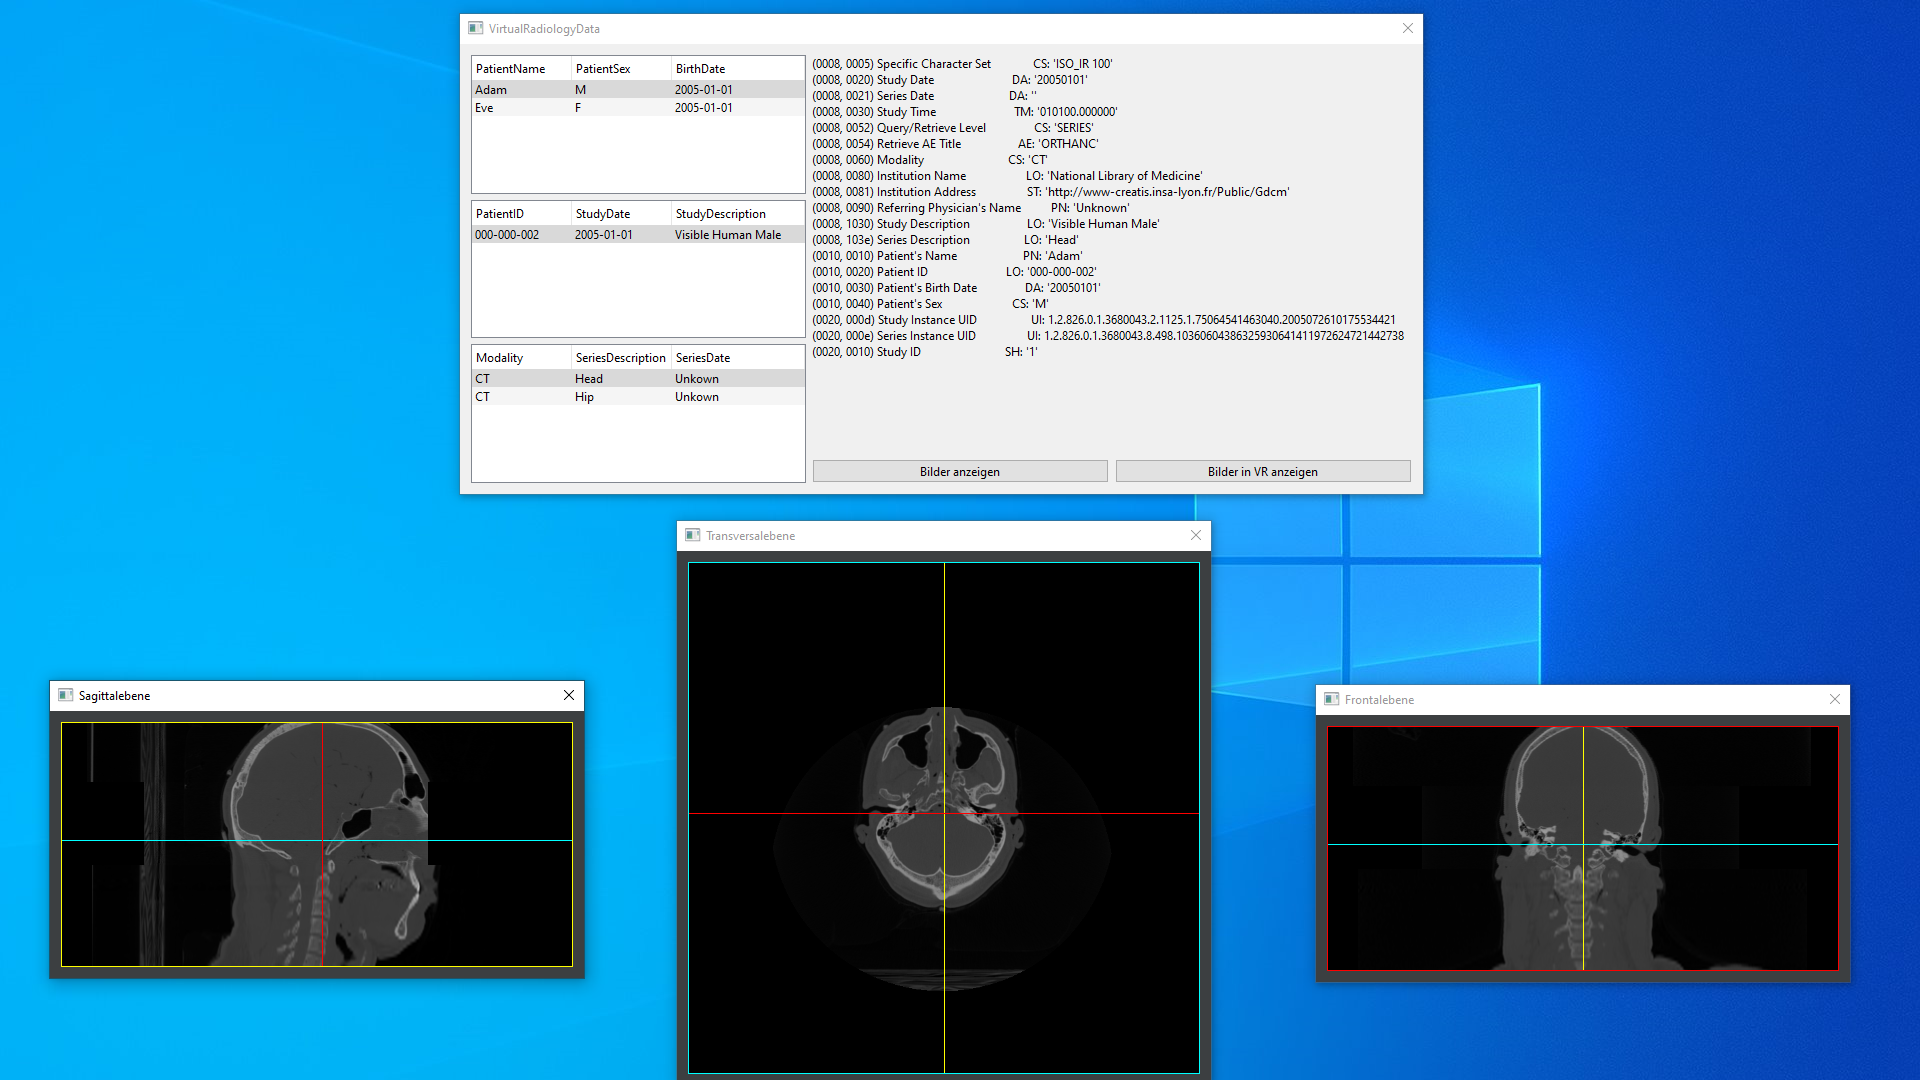 VirtualRadiologyData
PatientName PatientSex BirthDate
Adam M 2005-01-01
Eve F 2005-01-01
PatientID StudyDate StudyDescription
000-000-002 2005-01-01 Visible Human Male
Modality SeriesDescription SeriesDate
CT Head Unkown
CT Hip Unkown
(0008, 0005) Specific Character Set CS: 'ISO_IR 100'
(0008, 0020) Study Date DA: '20050101'
(0008, 0021) Series Date DA: ''
(0008, 0030) Study Time TM: '010100.000000'
(0008, 0052) Query/Retrieve Level CS: 'SERIES'
(0008, 0054) Retrieve AE Title AE: 'ORTHANC'
(0008, 0060) Modality CS: 'CT'
(0008, 0080) Institution Name LO: 'National Library of Medicine'
(0008, 0081) Institution Address ST: 'http://www-creatis.insa-lyon.fr/Public/Gdcm'
(0008, 0090) Referring Physician's Name PN: 'Unknown'
(0008, 1030) Study Description LO: 'Visible Human Male'
(0008, 103e) Series Description LO: 'Head'
(0010, 0010) Patient's Name PN: 'Adam'
(0010, 0020) Patient ID LO: '000-000-002'
(0010, 0030) Patient's Birth Date DA: '20050101'
(0010, 0040) Patient's Sex CS: 'M'
(0020, 000d) Study Instance UID UI: 1.2.826.0.1.3680043.2.1125.1.75064541463040.2005072610175534421
(0020, 000e) Series Instance UID UI: 1.2.826.0.1.3680043.8.498.10360604386325930641411972624721442738
(0020, 0010) Study ID SH: '1'
Bilder anzeigen
Bilder in VR anzeigen
Transversalebene
Sagittalebene
Frontalebene